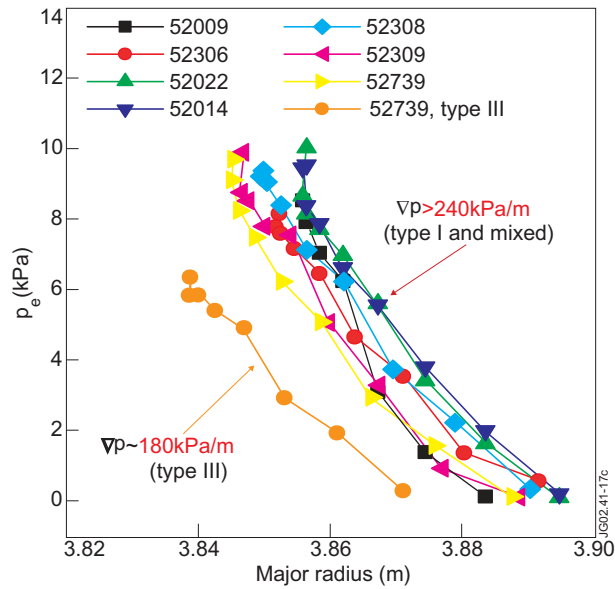 14
12
10
8
6
4
2
0
p_e(kPa)
52009
52306
52022
52014
52308
52309
52739
52739, type III
∇p>240kPa/m
(type I and mixed)
∇p~180kPa/m
(type III)
3.82
3.84
3.86
3.88
3.90
Major radius (m)
JG02.41-17c